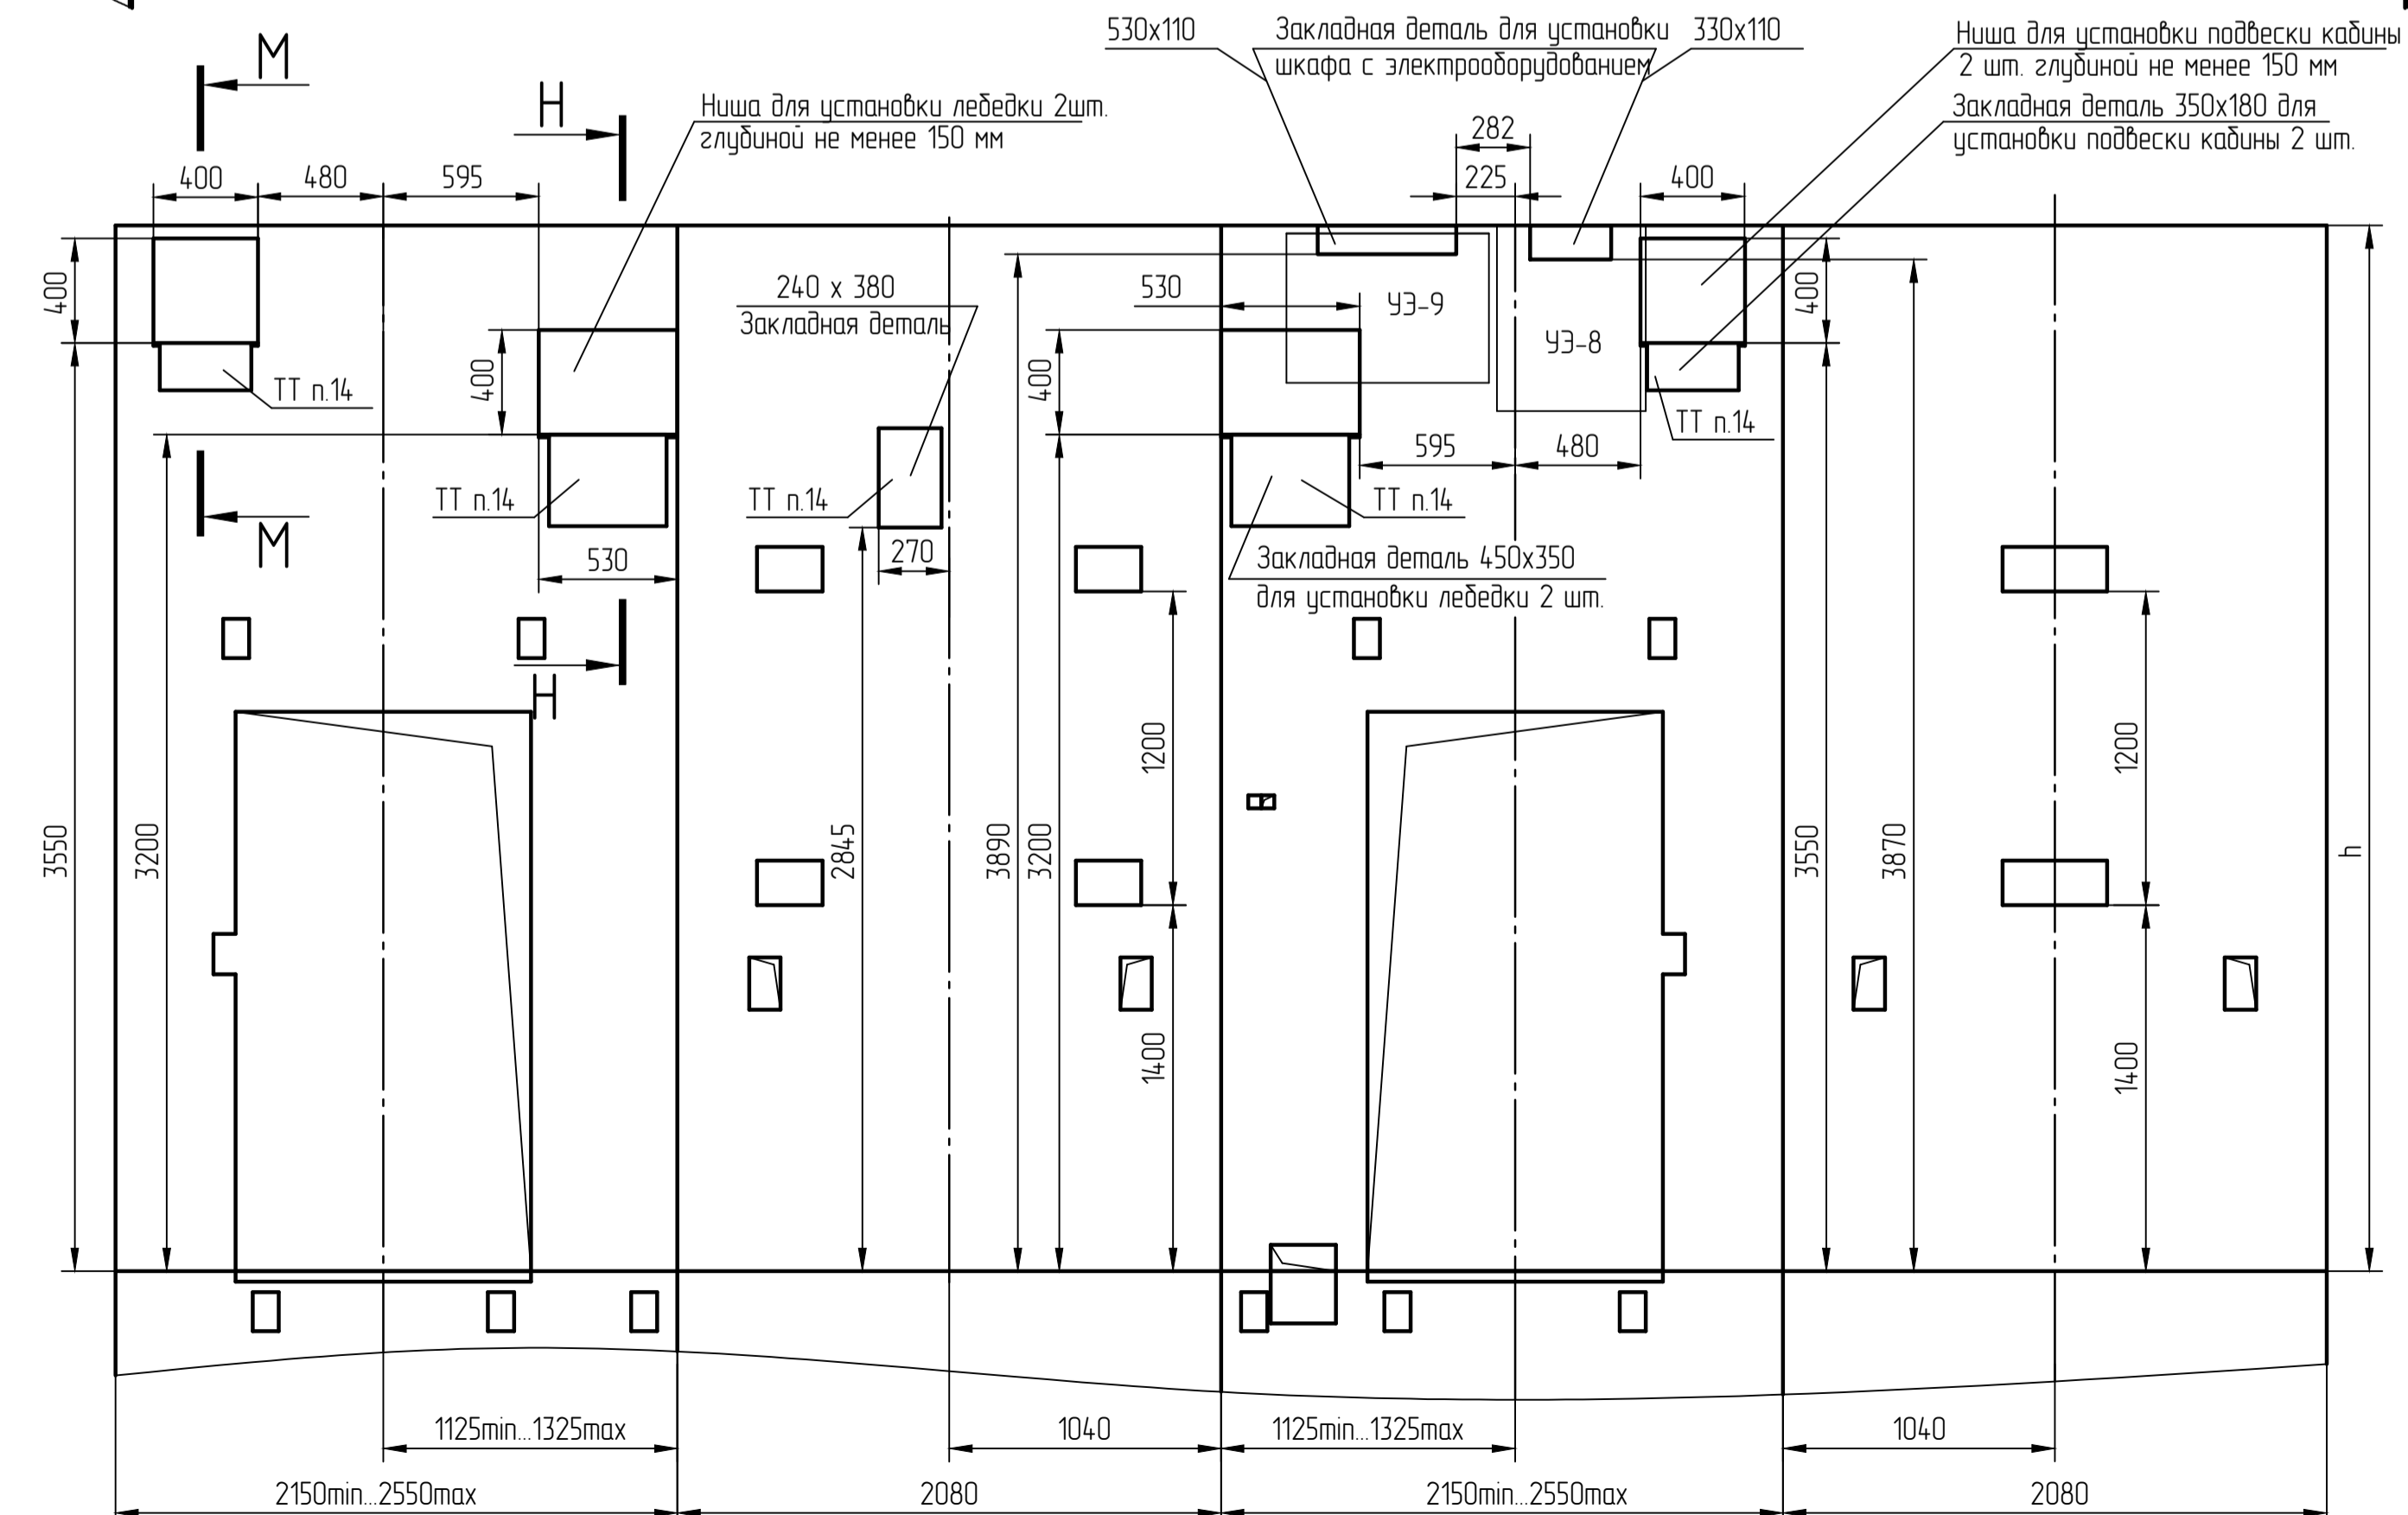 530х110
Закладная деталь для установки
шкафа с электрооборудованием
330х110
Ниша для установки подвески кабины
2 шт. глубиной не менее 150 мм
Закладная деталь 350х180 для
установки подвески кабины 2 шт.
М
Н
Ниша для установки лебедки 2шт.
глубиной не менее 150 мм
282
400
480
595
225
400
400
240 х 380
Закладная деталь
530
УЭ-9
УЭ-8
400
400
400
ТТ п.14
ТТ п.14
595
480
ТТ п.14
ТТ п.14
ТТ п.14
М
530
270
Закладная деталь 450х350
для установки лебедки 2 шт.
Н
1200
1200
3550
3200
2845
3890
3200
3550
3870
h
1400
1400
1125min...1325max
1040
1125min...1325max
1040
2150min...2550max
2080
2150min...2550max
2080